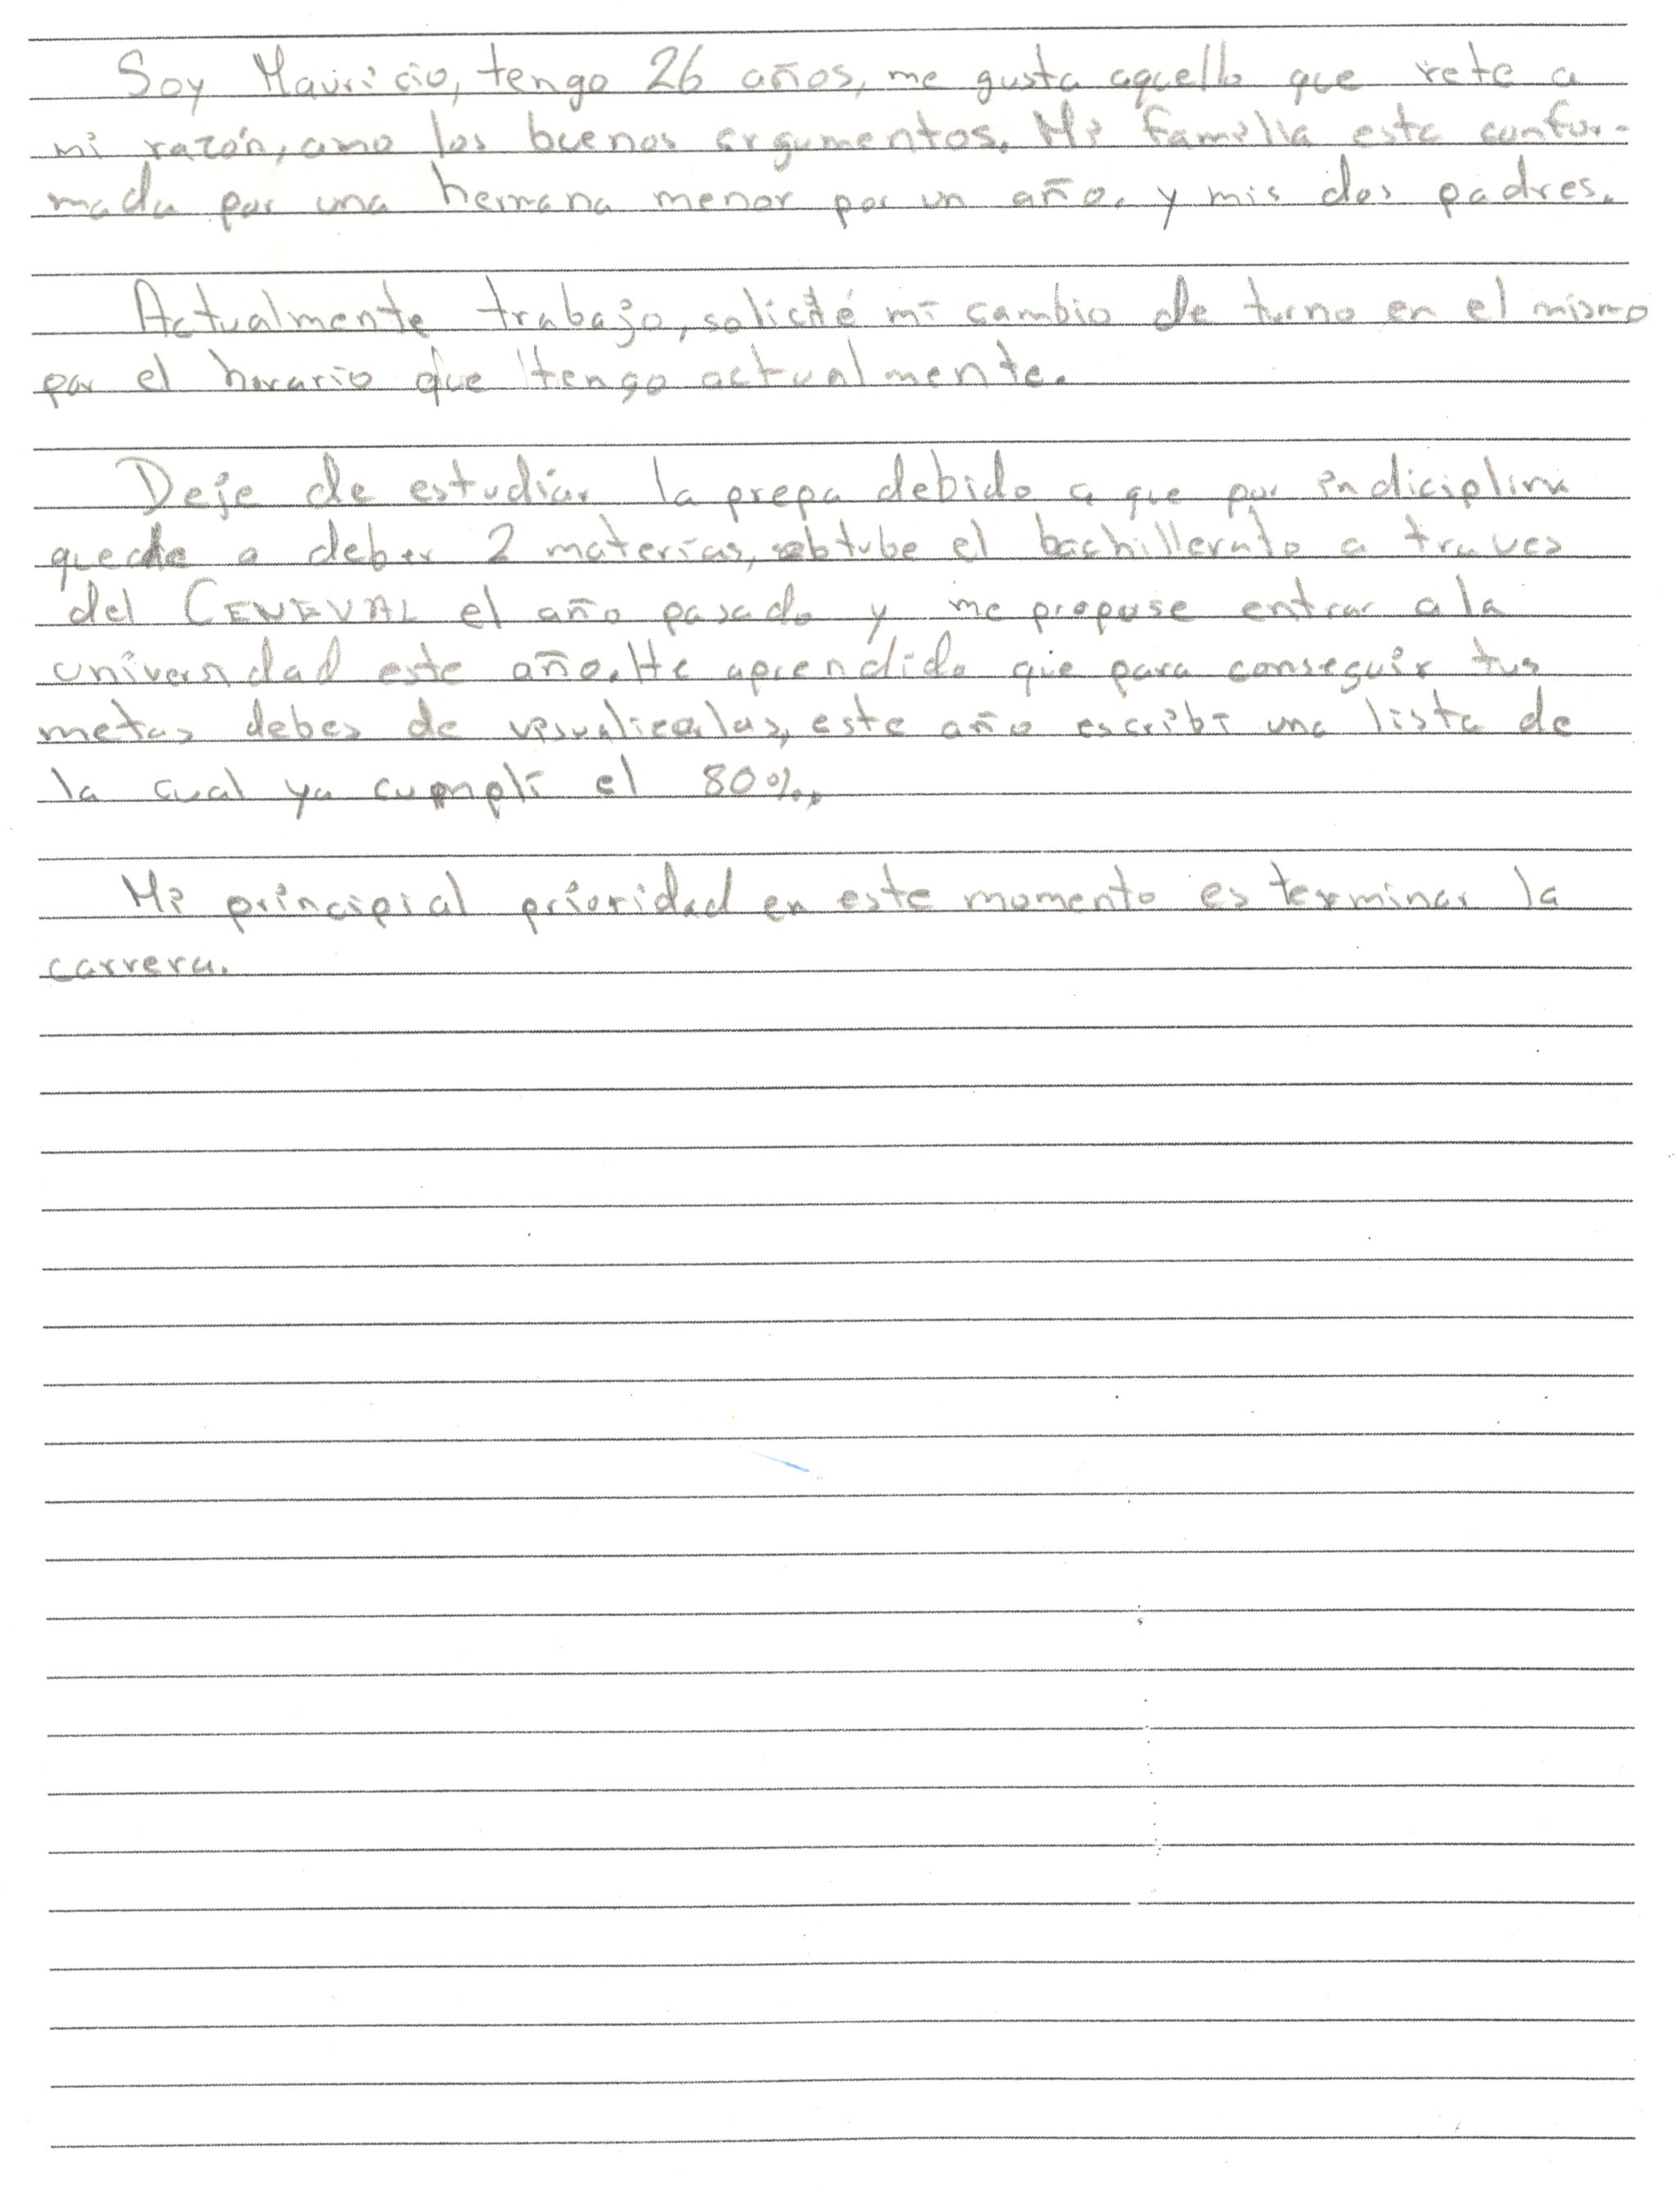 Soy Mauricio, tengo 26 años, me gusta aquello que rete a
mi razón, amo los buenos argumentos. Mi familia esta confor-
mada por una hermana menor por un año. y mis dos padres.
Actualmente trabajo, solicité mi cambio de turno en el mismo
por el horario que tengo actualmente.
Deje de estudiar la prepa debido a que por indiciplina
quede a deber 2 materias, obtube el bachillerato a traves
del CENEVAL el año pasado y me propuse entrar a la
universidad este año. He aprendido que para conseguir tus
metas debes de visualizarlas, este año escribí una lista de
la cual ya cumplí el 80%.
Mi principial prioridad en este momento es terminar la
carrera.